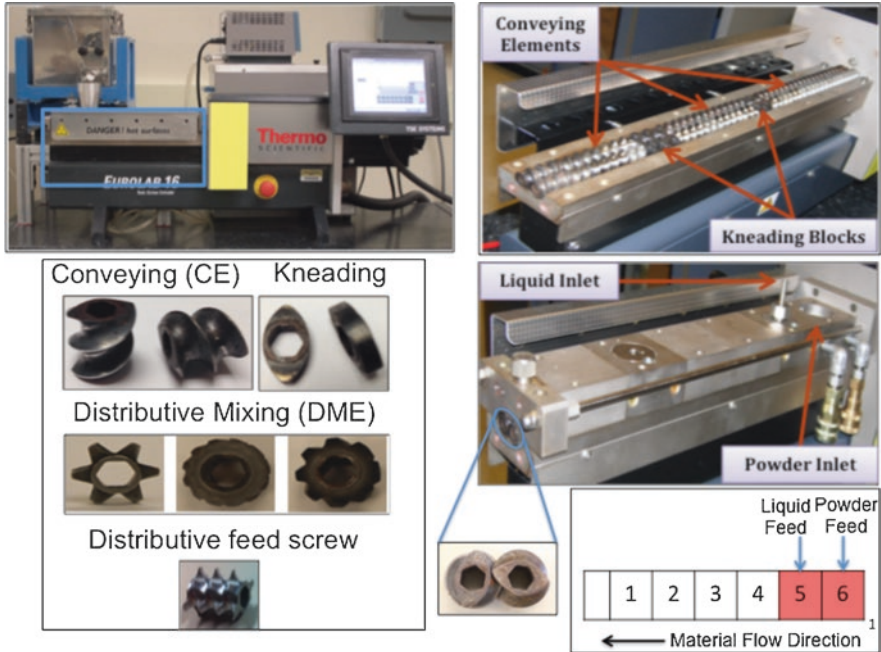 DANGER! hot surfaces
Thermo
SCIENTIFIC
TSE SYSTEMS
EUROLAB 16
Conveying
Elements
Kneading Blocks
Conveying (CE)
Kneading
Distributive Mixing (DME)
Distributive feed screw
Liquid Inlet
Powder Inlet
Liquid Powder
Feed Feed
1 2 3 4 5 6
1
Material Flow Direction